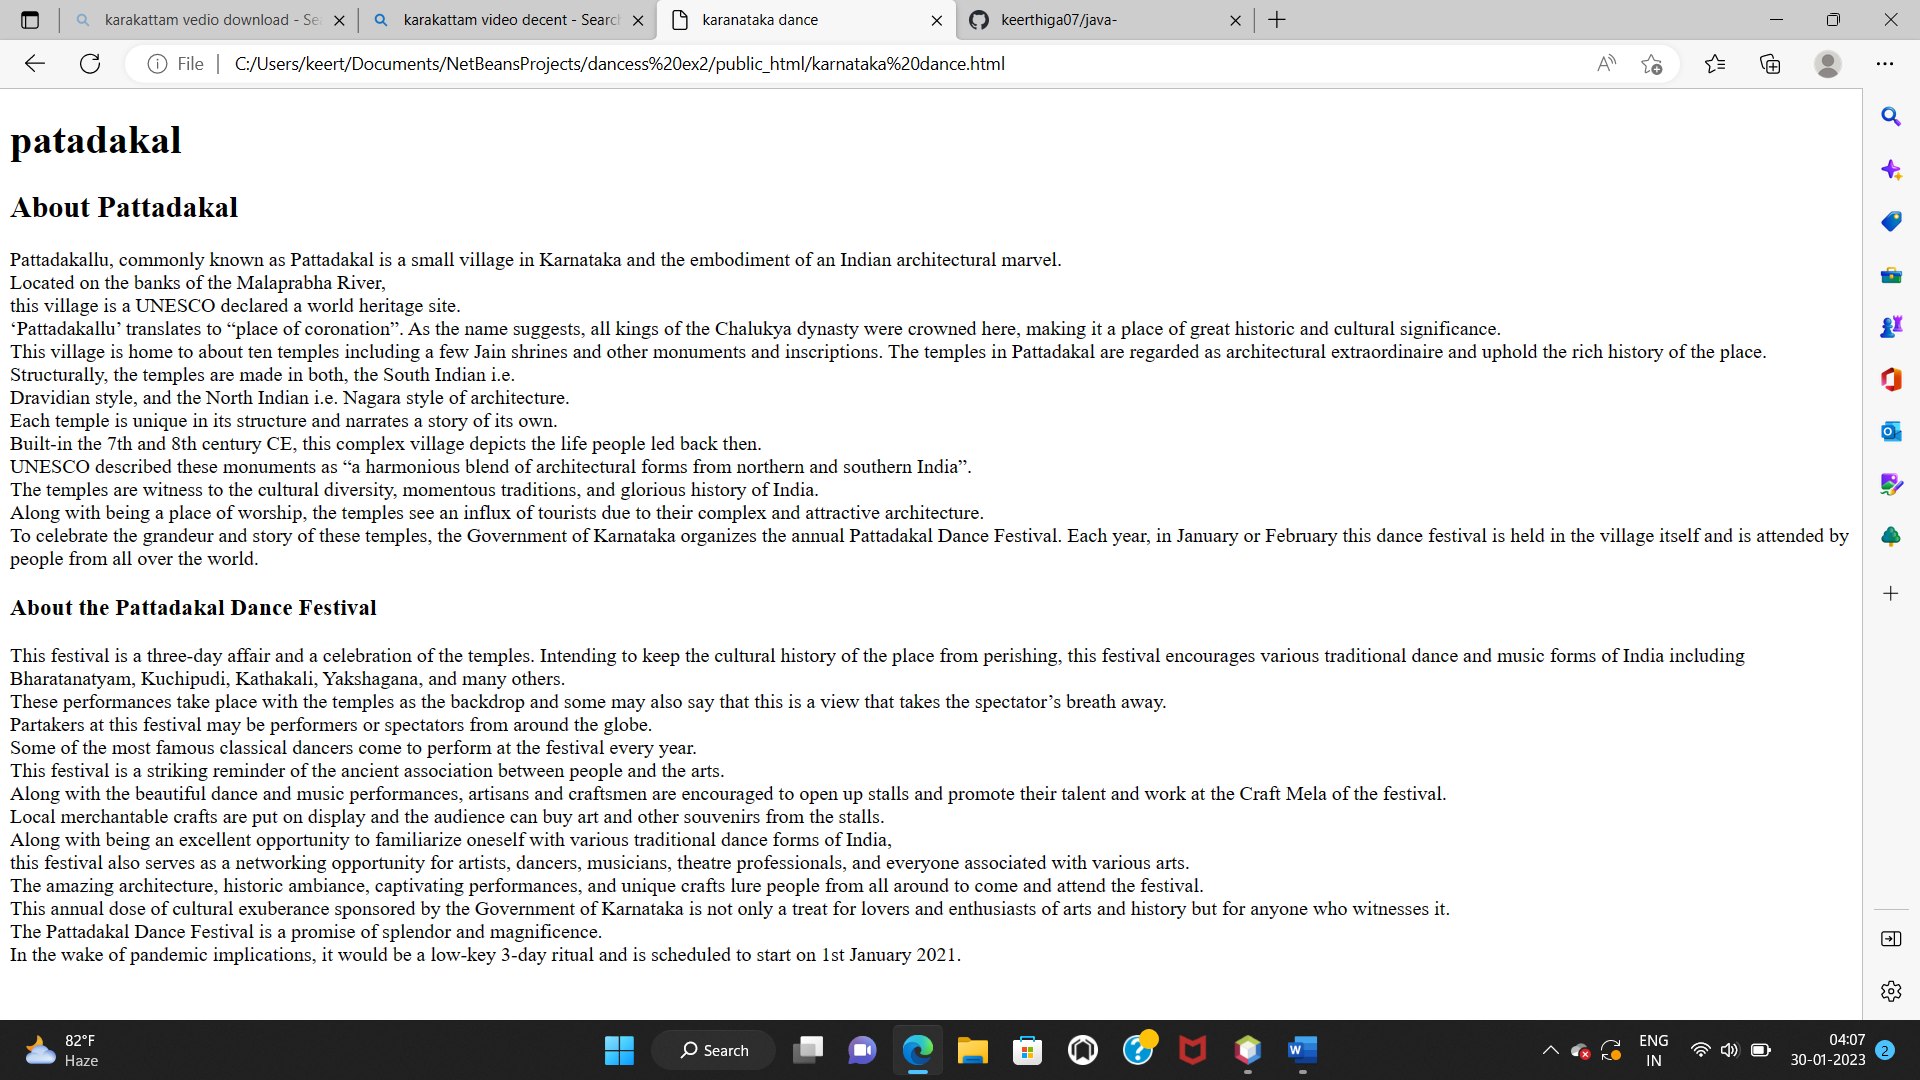 karakattam vedio download - Se
karakattam video decent - Search
karanataka dance
keerthiga07/java-
File
C:/Users/keert/Documents/NetBeansProjects/dancess%20ex2/public_html/karnataka%20dance.html
patadakal
About Pattadakal
Pattadakallu, commonly known as Pattadakal is a small village in Karnataka and the embodiment of an Indian architectural marvel.
Located on the banks of the Malaprabha River,
this village is a UNESCO declared a world heritage site.
‘Pattadakallu’ translates to “place of coronation”. As the name suggests, all kings of the Chalukya dynasty were crowned here, making it a place of great historic and cultural significance.
This village is home to about ten temples including a few Jain shrines and other monuments and inscriptions. The temples in Pattadakal are regarded as architectural extraordinaire and uphold the rich history of the place.
Structurally, the temples are made in both, the South Indian i.e.
Dravidian style, and the North Indian i.e. Nagara style of architecture.
Each temple is unique in its structure and narrates a story of its own.
Built-in the 7th and 8th century CE, this complex village depicts the life people led back then.
UNESCO described these monuments as “a harmonious blend of architectural forms from northern and southern India”.
The temples are witness to the cultural diversity, momentous traditions, and glorious history of India.
Along with being a place of worship, the temples see an influx of tourists due to their complex and attractive architecture.
To celebrate the grandeur and story of these temples, the Government of Karnataka organizes the annual Pattadakal Dance Festival. Each year, in January or February this dance festival is held in the village itself and is attended by
people from all over the world.
About the Pattadakal Dance Festival
This festival is a three-day affair and a celebration of the temples. Intending to keep the cultural history of the place from perishing, this festival encourages various traditional dance and music forms of India including
Bharatanatyam, Kuchipudi, Kathakali, Yakshagana, and many others.
These performances take place with the temples as the backdrop and some may also say that this is a view that takes the spectator’s breath away.
Partakers at this festival may be performers or spectators from around the globe.
Some of the most famous classical dancers come to perform at the festival every year.
This festival is a striking reminder of the ancient association between people and the arts.
Along with the beautiful dance and music performances, artisans and craftsmen are encouraged to open up stalls and promote their talent and work at the Craft Mela of the festival.
Local merchantable crafts are put on display and the audience can buy art and other souvenirs from the stalls.
Along with being an excellent opportunity to familiarize oneself with various traditional dance forms of India,
this festival also serves as a networking opportunity for artists, dancers, musicians, theatre professionals, and everyone associated with various arts.
The amazing architecture, historic ambiance, captivating performances, and unique crafts lure people from all around to come and attend the festival.
This annual dose of cultural exuberance sponsored by the Government of Karnataka is not only a treat for lovers and enthusiasts of arts and history but for anyone who witnesses it.
The Pattadakal Dance Festival is a promise of splendor and magnificence.
In the wake of pandemic implications, it would be a low-key 3-day ritual and is scheduled to start on 1st January 2021.
82°F
Haze
Search
ENG
IN
04:07
30-01-2023
2